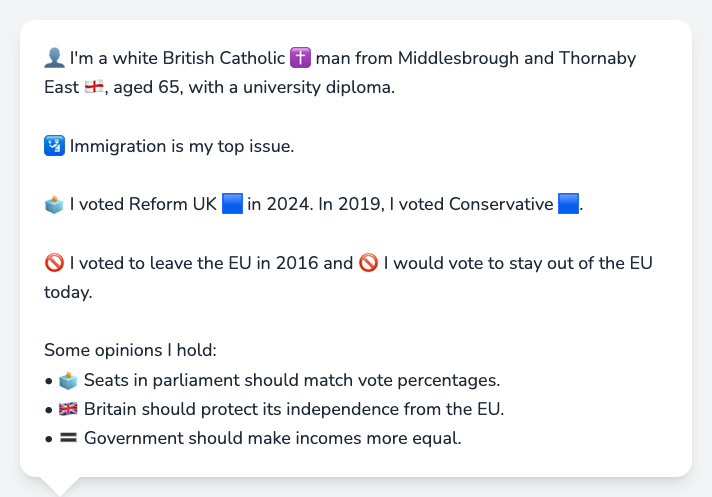 👤 I'm a white British Catholic ✝️ man from Middlesbrough and Thornaby
East 🏴󠁧󠁢󠁥󠁮󠁧󠁿, aged 65, with a university diploma.
🛂 Immigration is my top issue.
🗳️ I voted Reform UK 🟦 in 2024. In 2019, I voted Conservative 🟦.
🚫 I voted to leave the EU in 2016 and 🚫 I would vote to stay out of the EU
today.
Some opinions I hold:
• 🗳️ Seats in parliament should match vote percentages.
• 🇬🇧 Britain should protect its independence from the EU.
• 🟰 Government should make incomes more equal.